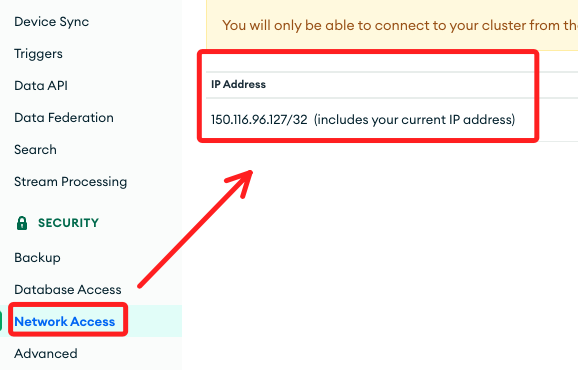 Device Sync
Triggers
Data API
Data Federation
Search
Stream Processing
SECURITY
Backup
Database Access
Network Access
Advanced
You will only be able to connect to your cluster from the
IP Address
150.116.96.127/32 (includes your current IP address)